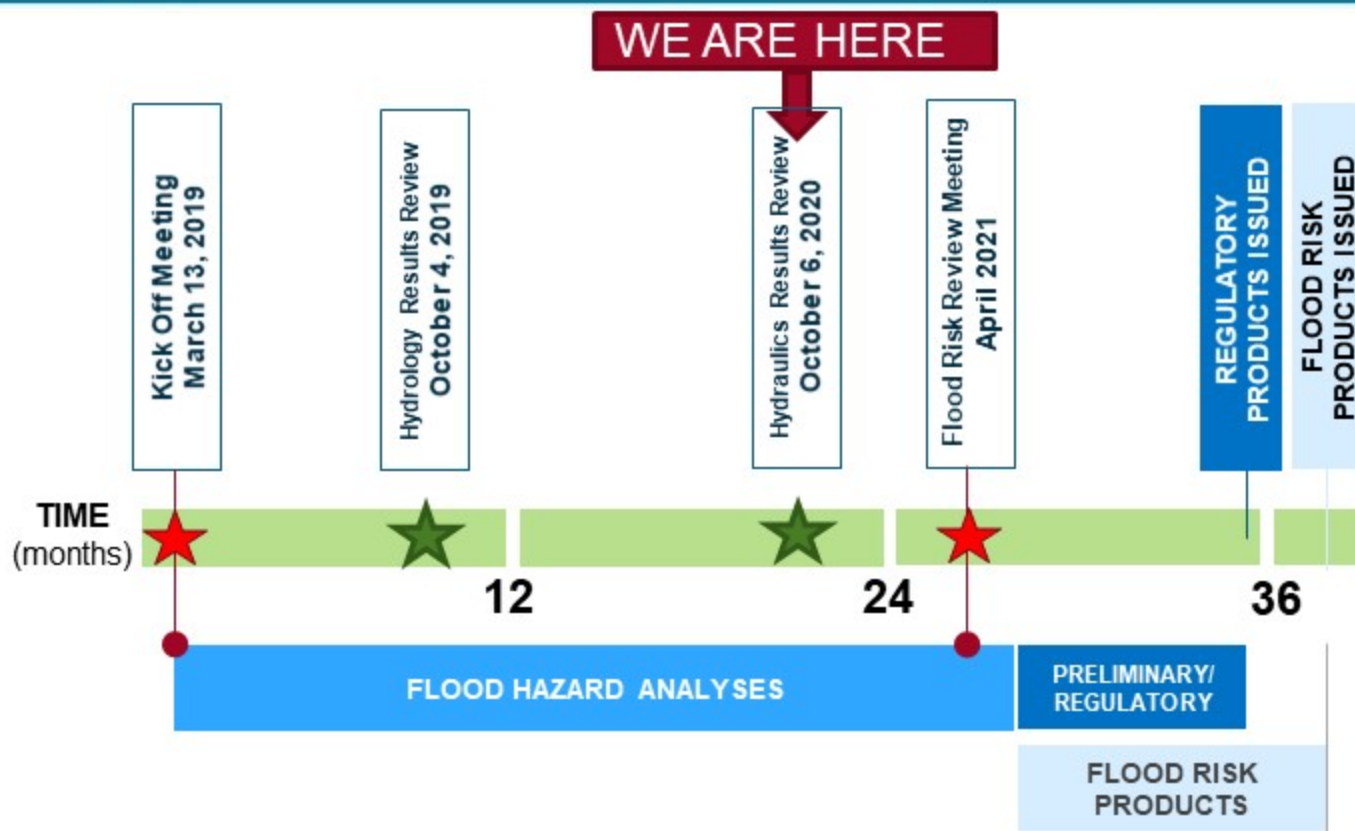 WE ARE HERE
Kick Off Meeting
March 13, 2019
Hydrology Results Review
October 4, 2019
Hydraulics Results Review
October 6, 2020
Flood Risk Review Meeting
April 2021
REGULATORY
PRODUCTS ISSUED
FLOOD RISK
PRODUCTS ISSUED
TIME
(months)
12
24
36
FLOOD HAZARD ANALYSES
PRELIMINARY/
REGULATORY
FLOOD RISK
PRODUCTS